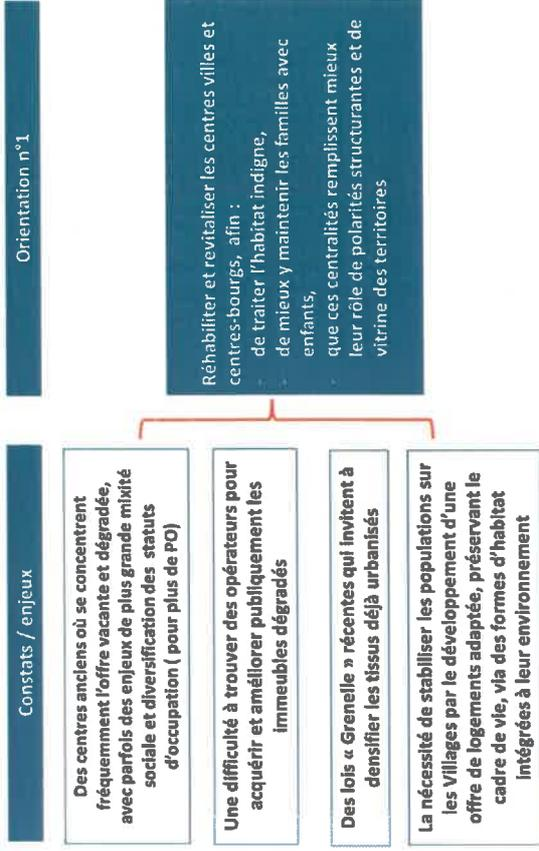 Constats / enjeux
Des centres anciens où se concentrent
fréquemment l'offre vacante et dégradée,
avec parfois des enjeux de plus grande mixité
sociale et diversification des statuts
d'occupation ( pour plus de PO)
Une difficulté à trouver des opérateurs pour
acquérir et améliorer publiquement les
immeubles dégradés
Des lois « Grenelle » récentes qui invitent à
densifier les tissus déjà urbanisés
La nécessité de stabiliser les populations sur
les Villages par le développement d'une
offre de logements adaptée, préservant le
cadre de vie, via des formes d'habitat
intégrées à leur environnement
Orientation n°1
Réhabiliter et revitaliser les centres villes et
centres-bourgs, afin :
- de traiter l'habitat indigne,
- de mieux y maintenir les familles avec
enfants,
- que ces centralités remplissent mieux
leur rôle de polarités structurantes et de
vitrine des territoires